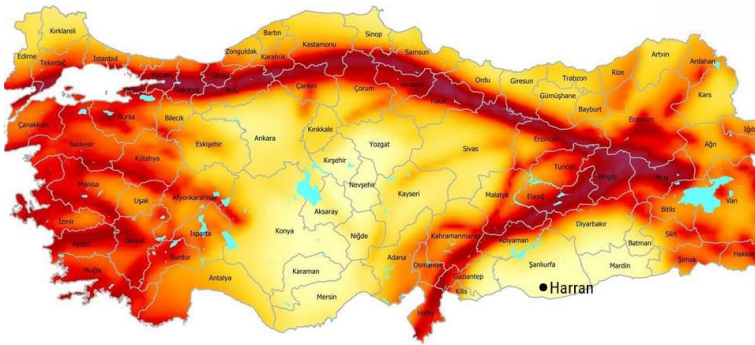 Kırklareli
Edirne
Tekirdağ
İstanbul
Zonguldak
Bartın
Karabük
Kastamonu
Sinop
Samsun
Çankırı
Çorum
Tokat
Ordu
Giresun
Trabzon
Gümüşhane
Bayburt
Rize
Artvin
Ardahan
Kars
Çanakkale
Balıkesir
Bursa
Bilecik
Kütahya
Eskişehir
Ankara
Kırıkkale
Kırşehir
Yozgat
Sivas
Erzincan
Erzurum
Ağrı
Iğd
Manisa
Uşak
Afyonkarahisar
Nevşehir
Aksaray
Kayseri
Malatya
Elazığ
Tunceli
Bingöl
Muş
Van
Bitlis
İzmir
Aydın
Denizli
Isparta
Burdur
Konya
Niğde
Kahramanmaraş
Adıyaman
Diyarbakır
Batman
Siirt
Şırnak
Hakkâri
Muğla
Antalya
Karaman
Mersin
Adana
Osmaniye
Gaziantep
Kilis
Hatay
Şanlıurfa
Mardin
Harran